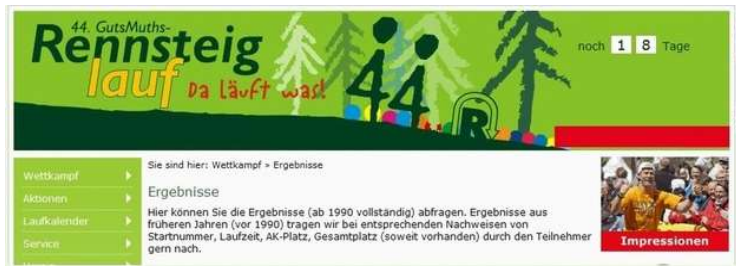 44. GutsMuths-
Rennsteig
lauf Da läuft was!
44
R
noch 1 8 Tage
Wettkampf
Aktionen
Laufkalender
Service
Sie sind hier: Wettkampf » Ergebnisse
Ergebnisse
Hier können Sie die Ergebnisse (ab 1990 vollständig) abfragen. Ergebnisse aus
früheren Jahren (vor 1990) tragen wir bei entsprechenden Nachweisen von
Startnummer, Laufzeit, AK-Platz, Gesamtplatz (soweit vorhanden) durch den Teilnehmer
gern nach.
Impressionen